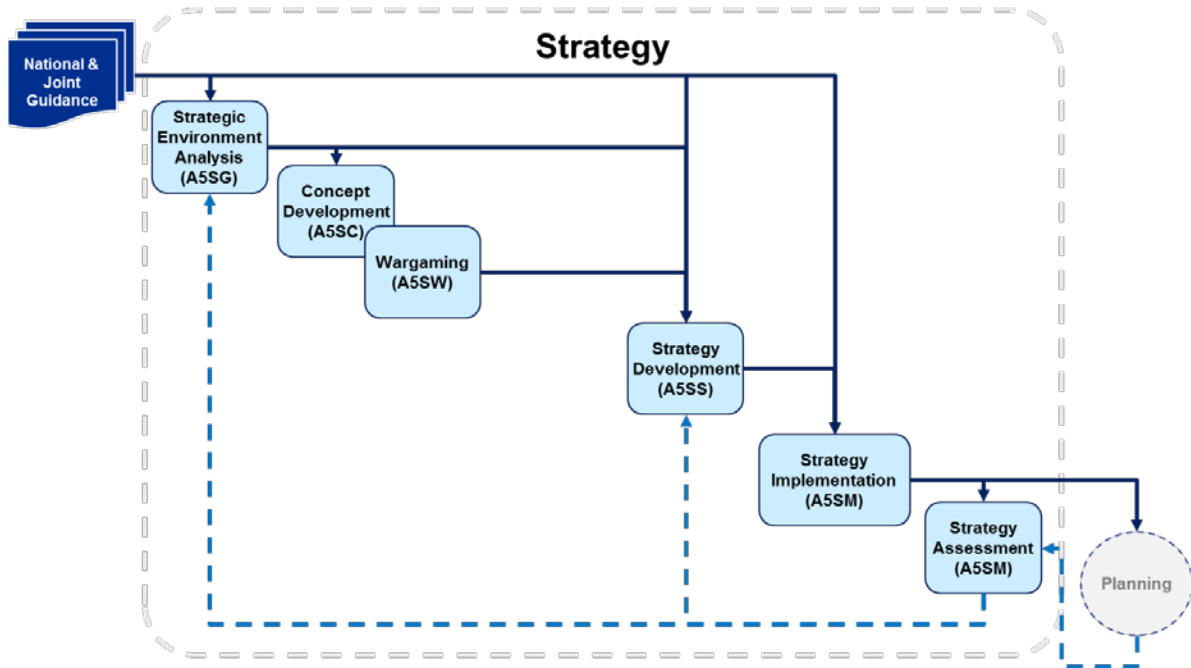 Strategy
National &
Joint
Guidance
Strategic
Environment
Analysis
(A5SG)
Concept
Development
(A5SC)
Wargaming
(A5SW)
Strategy
Development
(A5SS)
Strategy
Implementation
(A5SM)
Strategy
Assessment
(A5SM)
Planning